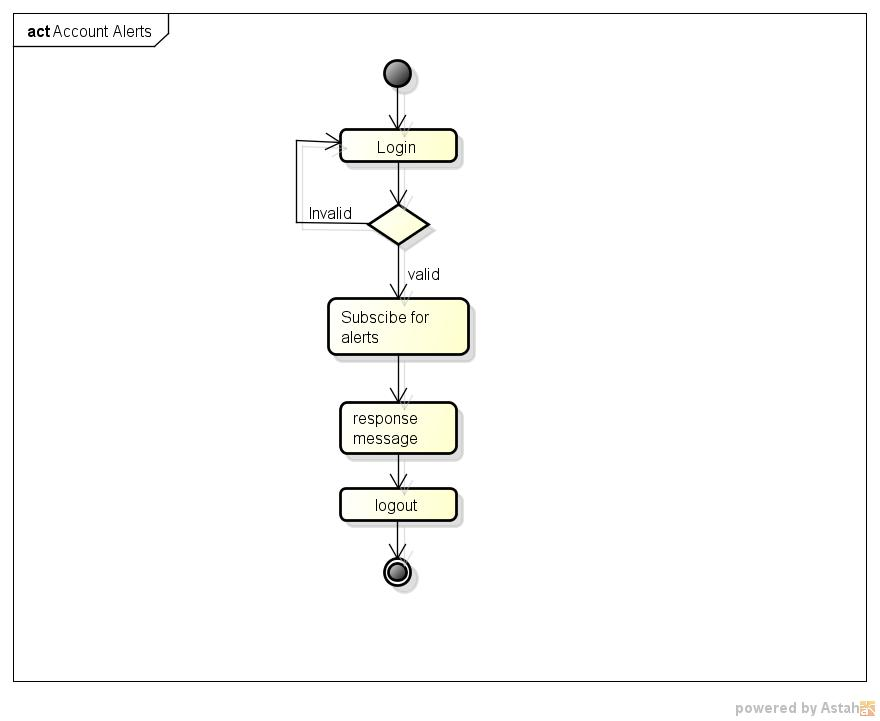 act Account Alerts
Login
Invalid
valid
Subscibe for
alerts
response
message
logout
powered by Astah